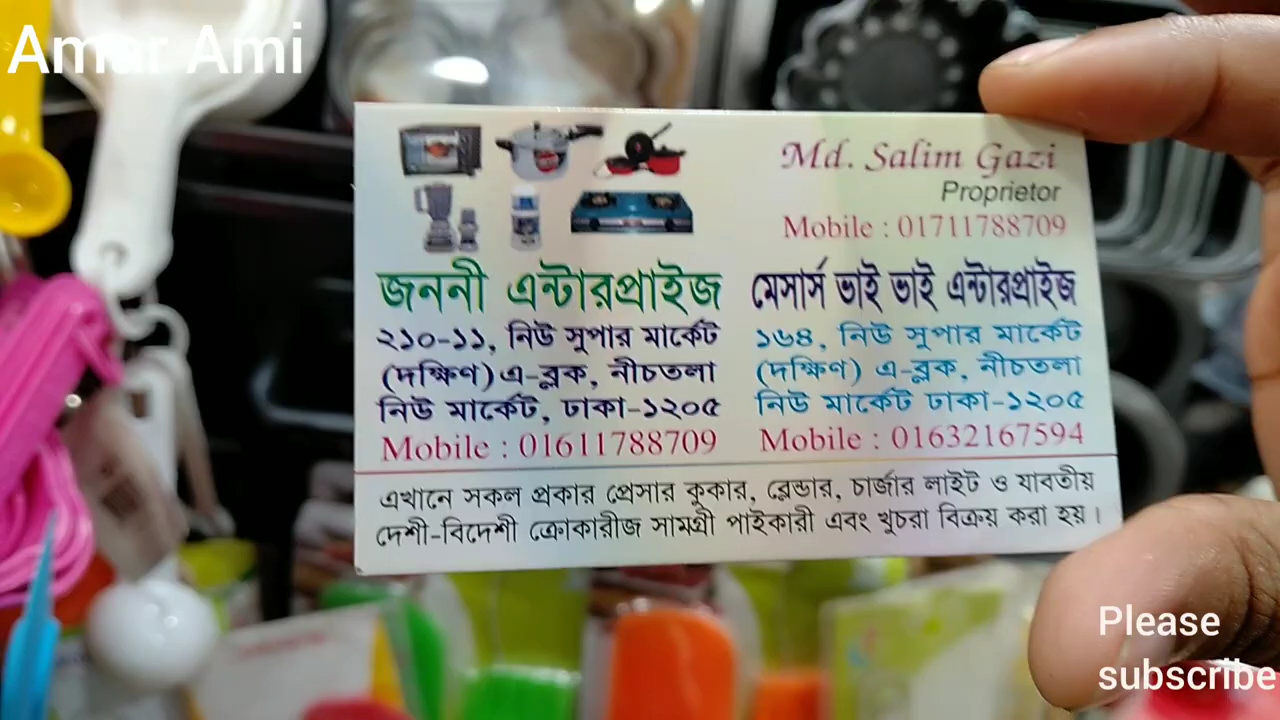 Amar Ami
Md. Salim Gazi
Proprietor
Mobile : 01711788709
জননী এন্টারপ্রাইজ
২১০-১১, নিউ সুপার মার্কেট
(দক্ষিণ) এ-ব্লক, নীচতলা
নিউ মার্কেট, ঢাকা-১২০৫
Mobile : 01611788709
মেসার্স ভাই ভাই এন্টারপ্রাইজ
১৬৪, নিউ সুপার মার্কেট
(দক্ষিণ) এ-ব্লক, নীচতলা
নিউ মার্কেট ঢাকা-১২০৫
Mobile : 01632167594
এখানে সকল প্রকার প্রেসার কুকার, ব্লেন্ডার, চার্জার লাইট ও যাবতীয়
দেশী-বিদেশী ক্রোকারীজ সামগ্রী পাইকারী এবং খুচরা বিক্রয় করা হয়।
Please
subscribe